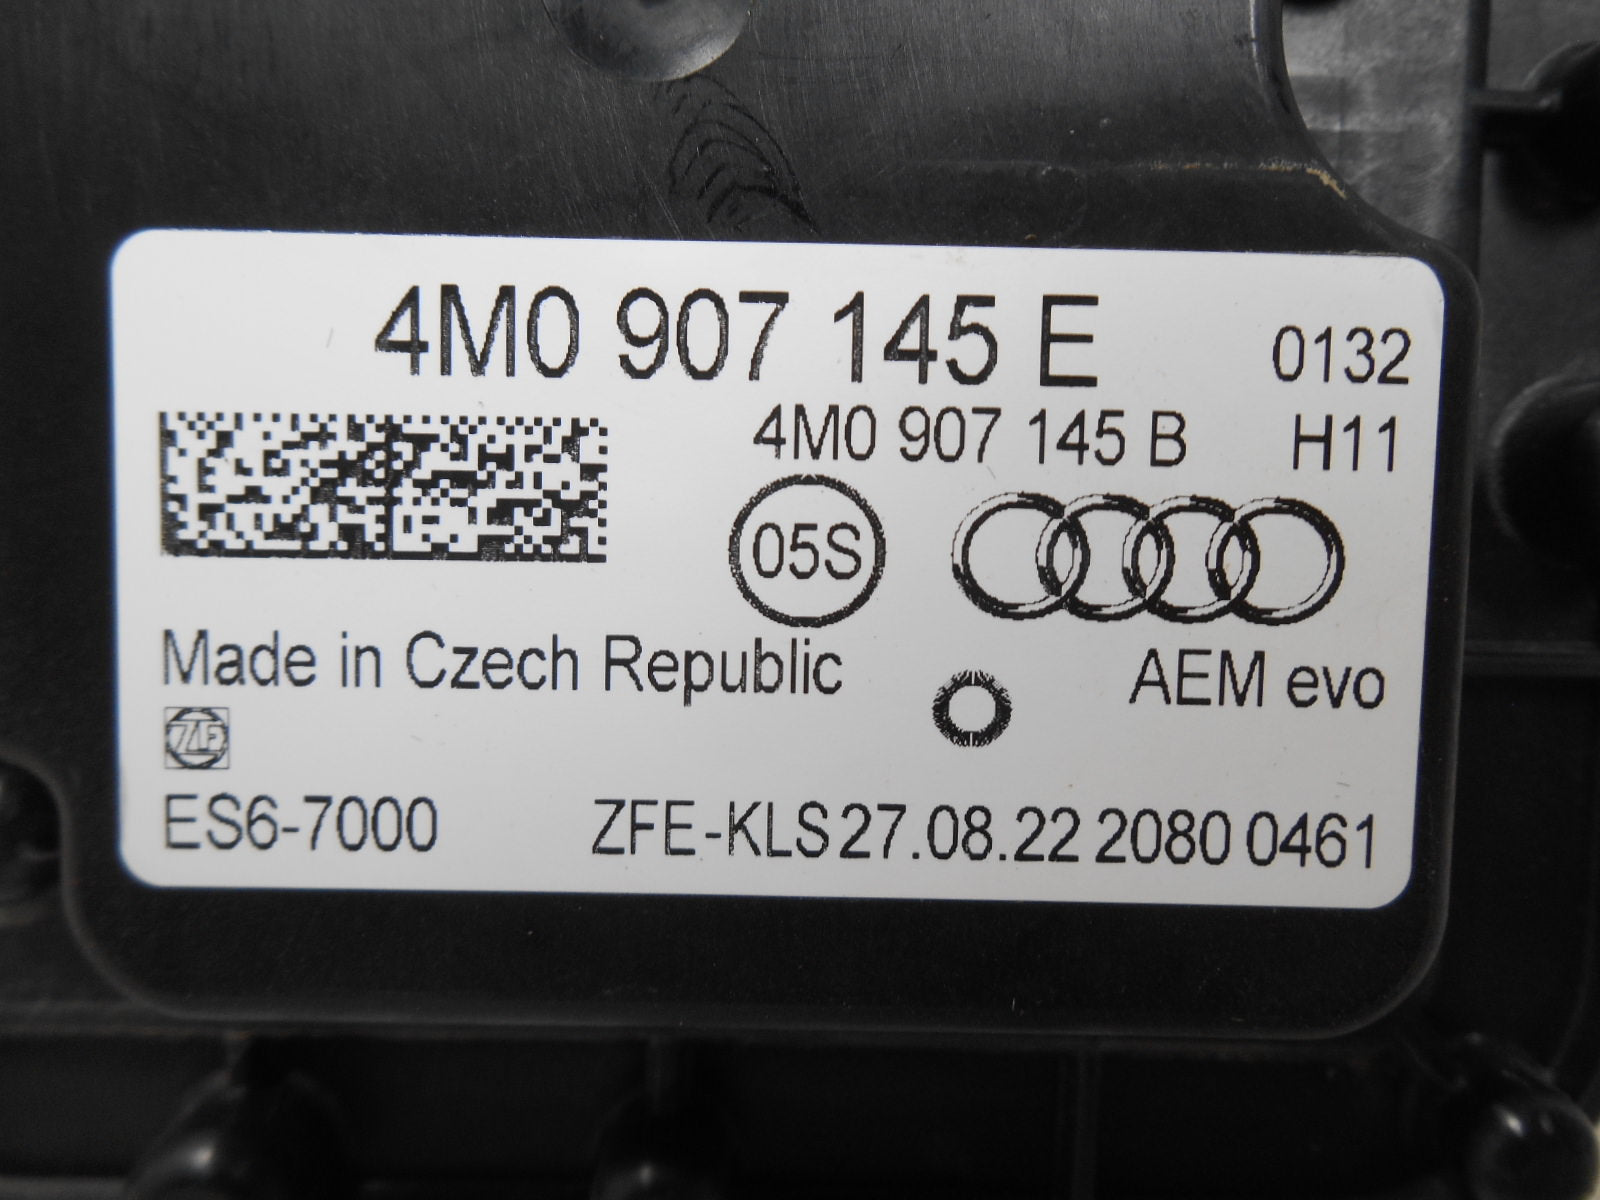 4M0 907 145 E 0132
4M0 907 145 B H11
05S
Made in Czech Republic AEM evo
ZF
ES6-7000 ZFE-KLS 27.08.22 2080 0461